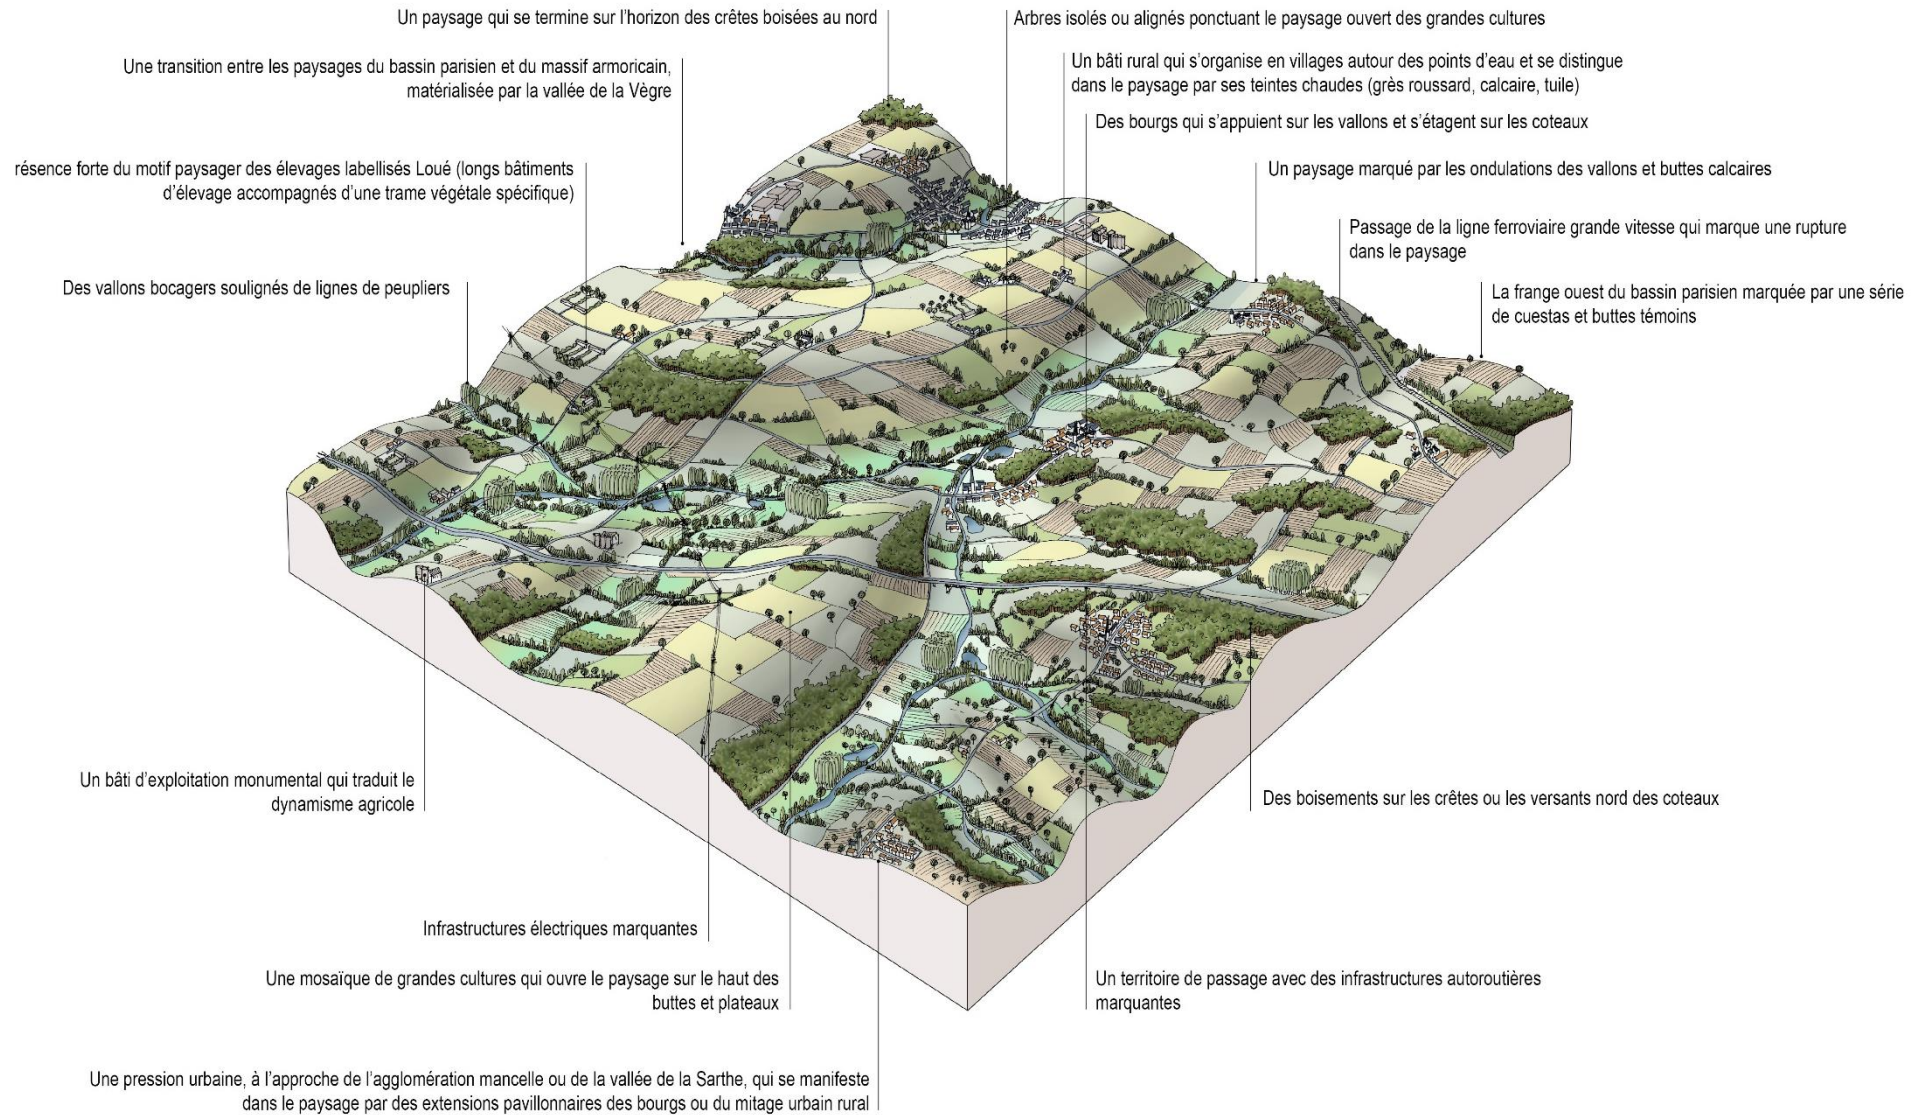 Un paysage qui se termine sur l'horizon des crêtes boisées au nord
Arbres isolés ou alignés ponctuant le paysage ouvert des grandes cultures
Une transition entre les paysages du bassin parisien et du massif armoricain,
matérialisée par la vallée de la Vègre
Un bâti rural qui s'organise en villages autour des points d'eau et se distingue
dans le paysage par ses teintes chaudes (grès roussard, calcaire, tuile)
Des bourgs qui s'appuient sur les vallons et s'étagent sur les coteaux
résence forte du motif paysager des élevages labellisés Loué (longs bâtiments
d'élevage accompagnés d'une trame végétale spécifique)
Un paysage marqué par les ondulations des vallons et buttes calcaires
Passage de la ligne ferroviaire grande vitesse qui marque une rupture
dans le paysage
Des vallons bocagers soulignés de lignes de peupliers
La frange ouest du bassin parisien marquée par une série
de cuestas et buttes témoins
Un bâti d'exploitation monumental qui traduit le
dynamisme agricole
Des boisements sur les crêtes ou les versants nord des coteaux
Infrastructures électriques marquantes
Une mosaïque de grandes cultures qui ouvre le paysage sur le haut des
buttes et plateaux
Un territoire de passage avec des infrastructures autoroutières
marquantes
Une pression urbaine, à l'approche de l'agglomération mancelle ou de la vallée de la Sarthe, qui se manifeste
dans le paysage par des extensions pavillonnaires des bourgs ou du mitage urbain rural